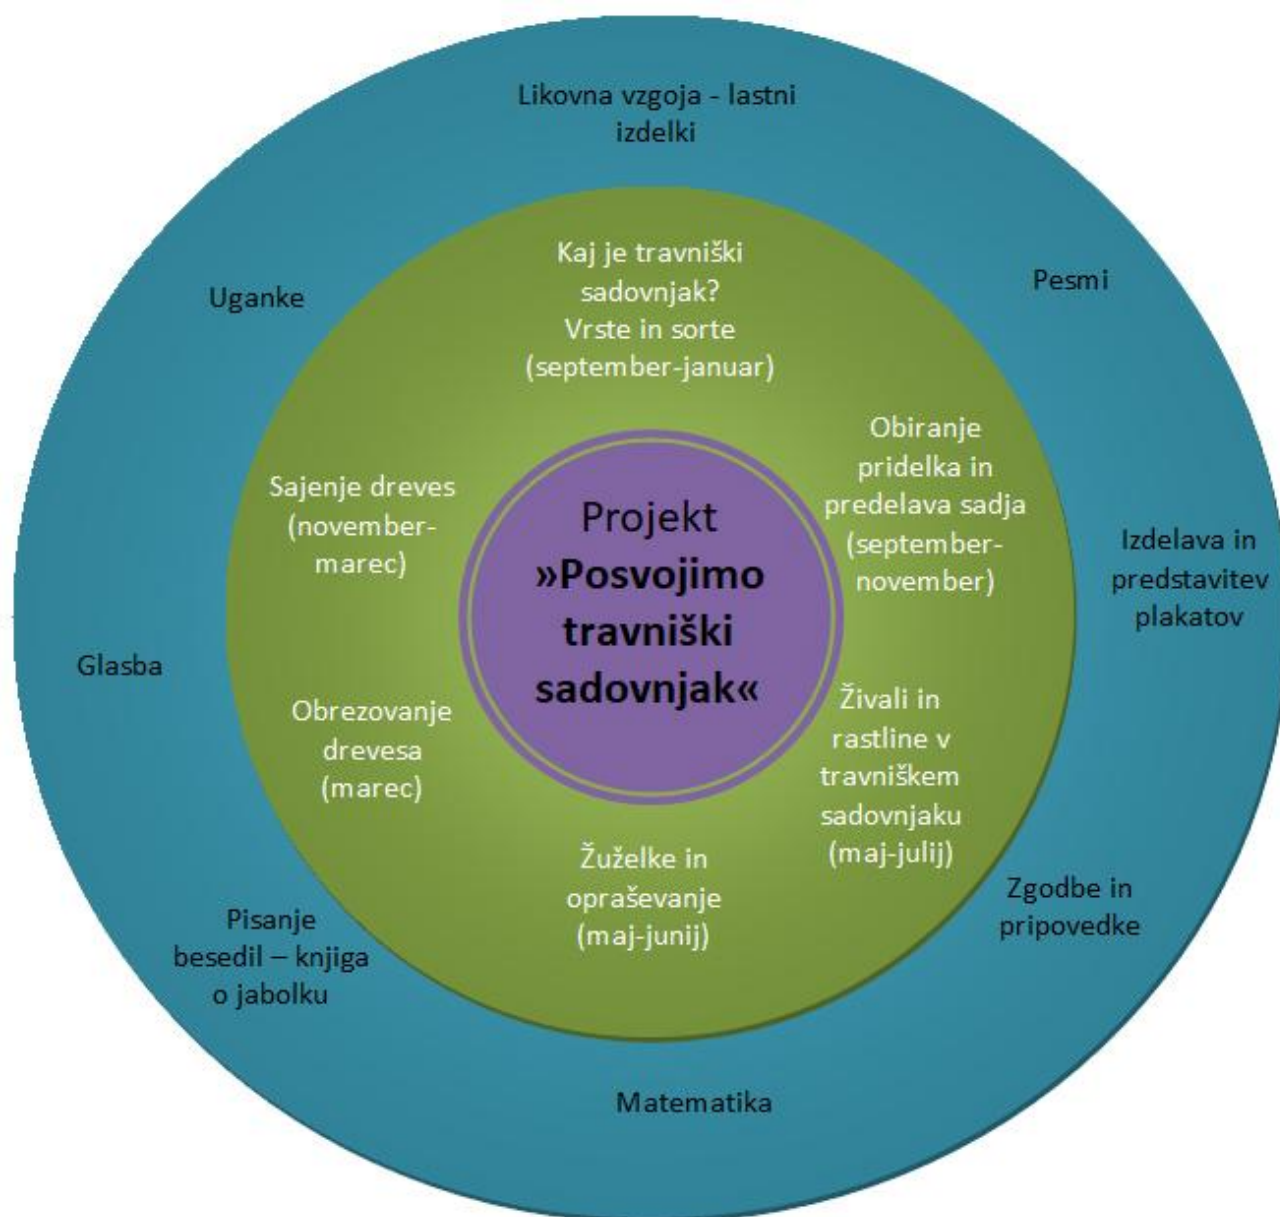 Likovna vzgoja - lastni
izdelki
Pesmi
Izdelava in
predstavitev
plakatov
Zgodbe in
pripovedke
Matematika
Pisanje
besedil – knjiga
o jabolku
Glasba
Uganke
Kaj je travniški
sadovnjak?
Vrste in sorte
(september-januar)
Obiranje
pridelka in
predelava sadja
(september-
november)
Živali in
rastline v
travniškem
sadovnjaku
(maj-julij)
Žuželke in
opraševanje
(maj-junij)
Obrezovanje
drevesa
(marec)
Sajenje dreves
(november-
marec)
Projekt
»Posvojimo
travniški
sadovnjak«